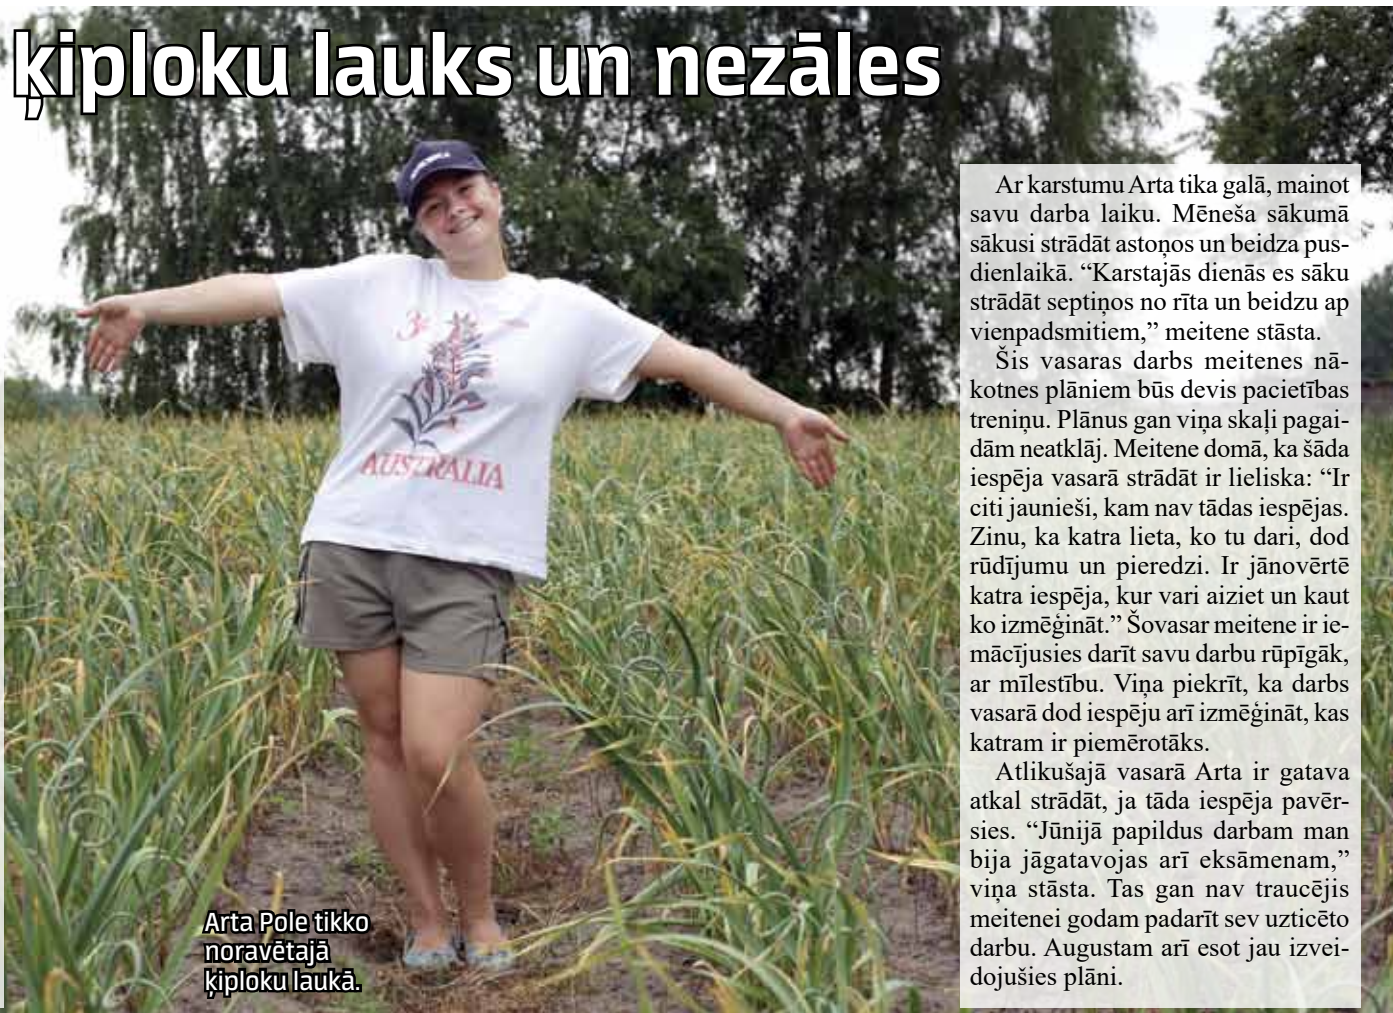 ķiploku lauks un nezāles
AUSTRALIA
Ar karstumu Arta tika galā, mainot
savu darba laiku. Mēneša sākumā
sākusi strādāt astoņos un beidza pus-
dienlaikā. “Karstajās dienās es sāku
strādāt septiņos no rīta un beidzu ap
vienpadsmitiem,” meitene stāsta.
Šis vasaras darbs meitenes nā-
kotnes plāniem būs devis pacietības
treniņu. Plānus gan viņa skaļi pagai-
dām neatklāj. Meitene domā, ka šāda
iespēja vasarā strādāt ir lieliska: “Ir
citi jaunieši, kam nav tādas iespējas.
Zinu, ka katra lieta, ko tu dari, dod
rūdījumu un pieredzi. Ir jānovērtē
katra iespēja, kur vari aiziet un kaut
ko izmēģināt.” Šovasar meitene ir ie-
mācījusies darīt savu darbu rūpīgāk,
ar mīlestību. Viņa piekrīt, ka darbs
vasarā dod iespēju arī izmēģināt, kas
katram ir piemērotāks.
Atlikušajā vasarā Arta ir gatava
atkal strādāt, ja tāda iespēja pavēr-
sies. “Jūnijā papildus darbam man
bija jāgatavojas arī eksāmenam,”
viņa stāsta. Tas gan nav traucējis
meitenei godam padarīt sev uzticēto
darbu. Augustam arī esot jau izvei-
dojušies plāni.
Arta Pole tikko
noravētajā
ķiploku laukā.